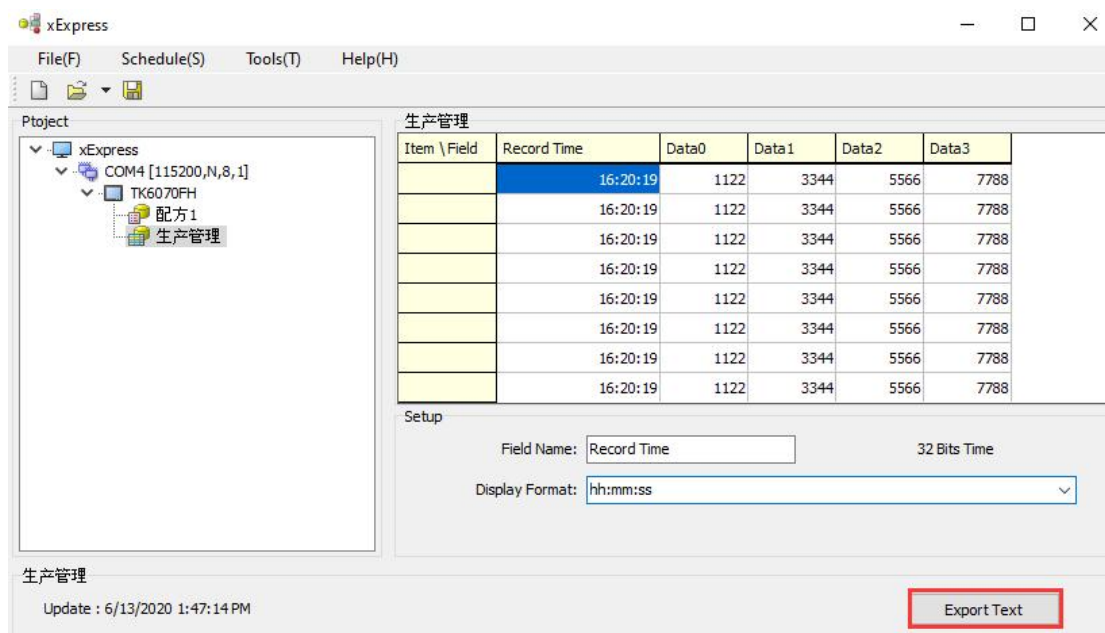 xExpress
File(F) Schedule(S) Tools(T) Help(H)
Ptoject
xExpress
COM4 [115200,N,8,1]
TK6070FH
配方1
生产管理
生产管理
Item \ Field Record Time Data0 Data1 Data2 Data3
16:20:19 1122 3344 5566 7788
16:20:19 1122 3344 5566 7788
16:20:19 1122 3344 5566 7788
16:20:19 1122 3344 5566 7788
16:20:19 1122 3344 5566 7788
16:20:19 1122 3344 5566 7788
16:20:19 1122 3344 5566 7788
16:20:19 1122 3344 5566 7788
Setup
Field Name: Record Time 32 Bits Time
Display Format: hh:mm:ss
生产管理
Update : 6/13/2020 1:47:14 PM
Export Text